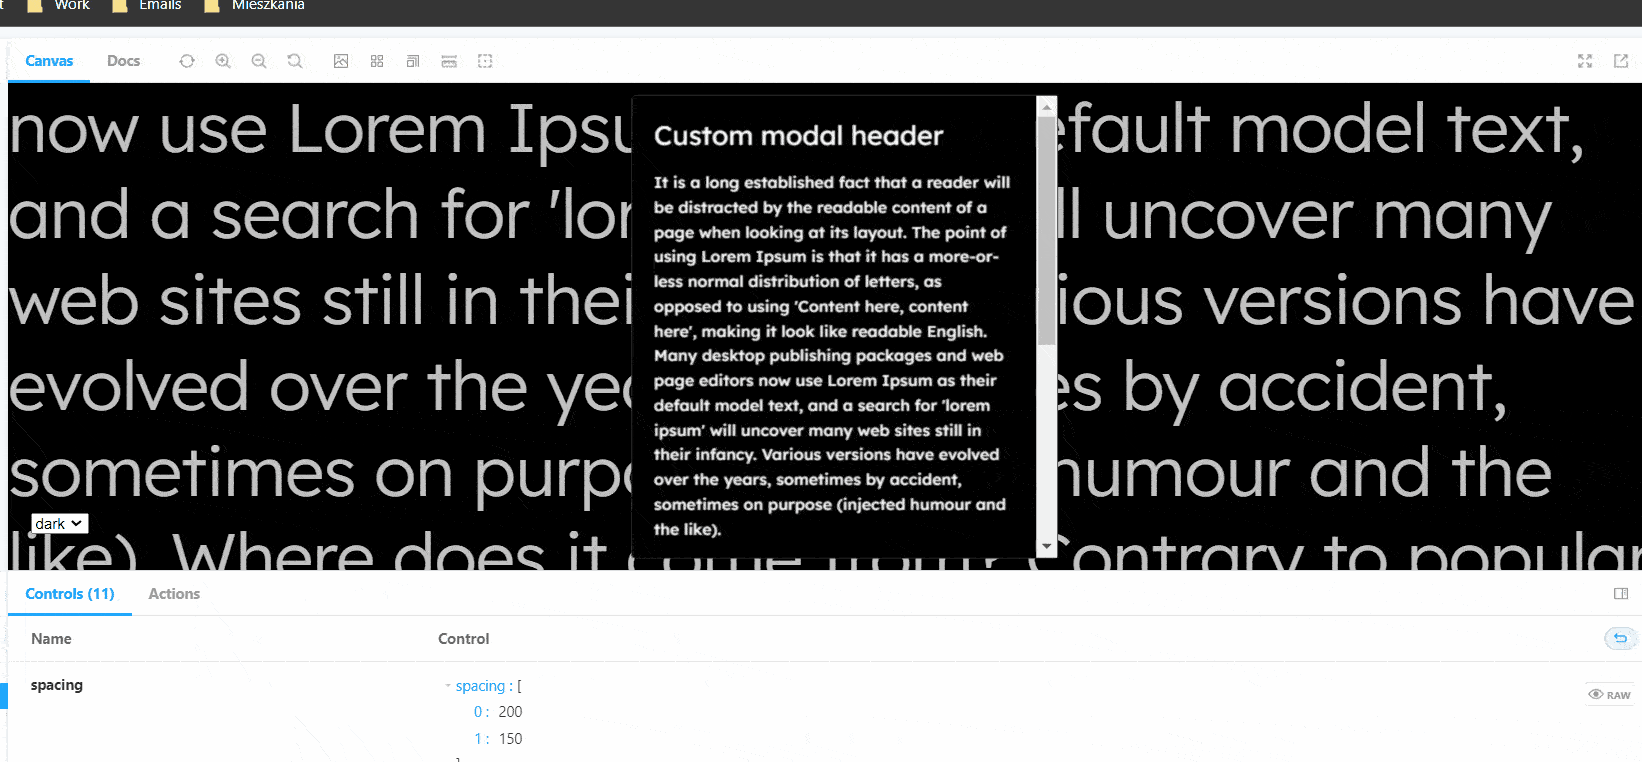 t Work Emails Mieszkania
Canvas Docs
now use Lorem Ipsu efault model text,
and a search for 'lor ll uncover many
web sites still in thei ious versions have
evolved over the yea es by accident,
sometimes on purpo humour and the
like). Where does it come from? Contrary to popular
Custom modal header
It is a long established fact that a reader will
be distracted by the readable content of a
page when looking at its layout. The point of
using Lorem Ipsum is that it has a more-or-
less normal distribution of letters, as
opposed to using 'Content here, content
here', making it look like readable English.
Many desktop publishing packages and web
page editors now use Lorem Ipsum as their
default model text, and a search for 'lorem
ipsum' will uncover many web sites still in
their infancy. Various versions have evolved
over the years, sometimes by accident,
sometimes on purpose (injected humour and
the like).
dark
Controls (11) Actions
Name Control
spacing spacing : [
RAW
0 : 200
1 : 150
]